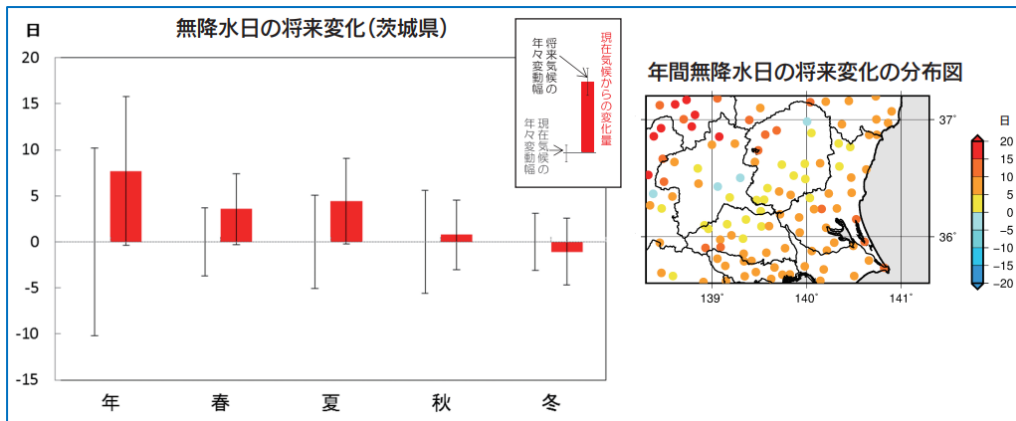 無降水日の将来変化(茨城県)
日
20
15
10
5
0
-5
-10
-15
年
春
夏
秋
冬
現在気候からの変化量
将来気候の
年々変動幅
現在気候の
年々変動幅
年間無降水日の将来変化の分布図
37°
36°
139°
140°
141°
日
20
15
10
5
0
−5
−10
−15
−20